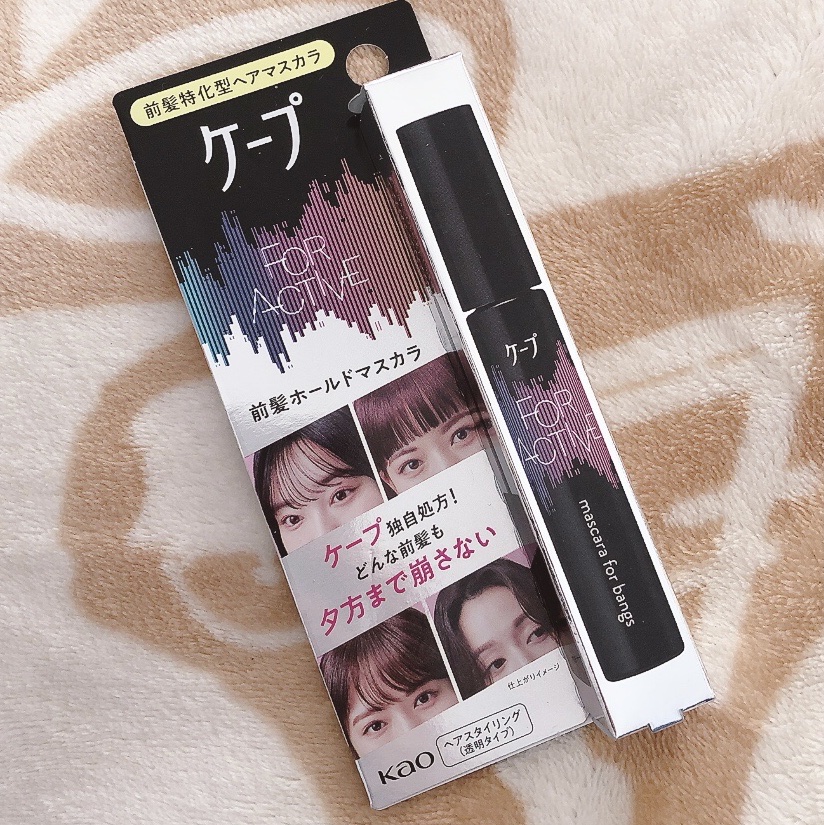 前髪特化型ヘアマスカラ
ケープ
FOR
ACTIVE
前髪ホールドマスカラ
ケープ独自処方!
どんな前髪も
夕方まで崩さない
仕上がりイメージ
Kao
ヘアスタイリング
(透明タイプ)
ケープ
FOR
ACTIVE
mascara for bangs